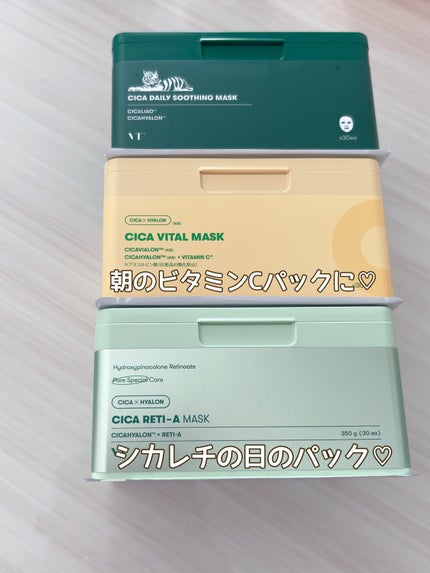 CICA DAILY SOOTHING MASK
CICALIAO™
CICAHYALON™
VT
x30ea
CICA × HYALON
CICA VITAL MASK
CICAVIALON™
CICAHYALON™ + VITAMIN C
朝のビタミンCパックに♡
Hydroxypinacolone Retinoate
Pore Special Care
CICA × HYALON
CICA RETI-A MASK
CICAHYALON™ + RETI-A
350 g (30 ea)
シカレチの日のパック♡